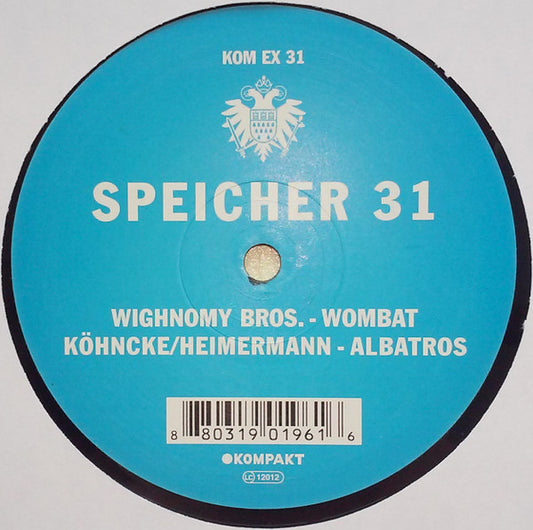 KOM EX 31
SPEICHER 31
WIGHNOMY BROS. - WOMBAT
KÖHNCKE/HEIMERMANN - ALBATROS
8 80319 01961 6
KOMPAKT
LC 12012